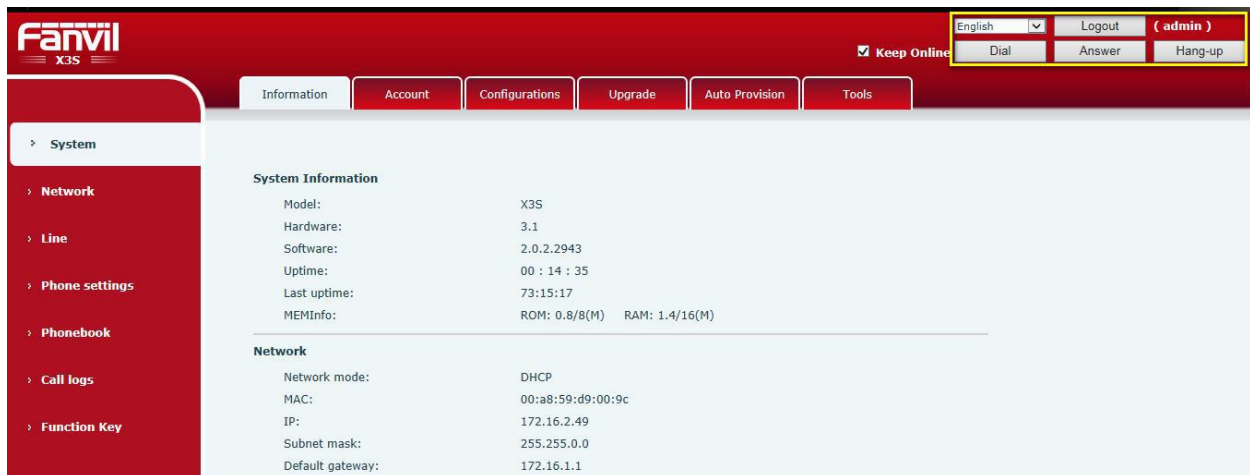 Fanvil
X3S
English Logout ( admin )
Keep Online Dial Answer Hang-up
Information Account Configurations Upgrade Auto Provision Tools
› System
› Network
› Line
› Phone settings
› Phonebook
› Call logs
› Function Key
System Information
Model: X3S
Hardware: 3.1
Software: 2.0.2.2943
Uptime: 00 : 14 : 35
Last uptime: 73:15:17
MEMInfo: ROM: 0.8/8(M) RAM: 1.4/16(M)
Network
Network mode: DHCP
MAC: 00:a8:59:d9:00:9c
IP: 172.16.2.49
Subnet mask: 255.255.0.0
Default gateway: 172.16.1.1